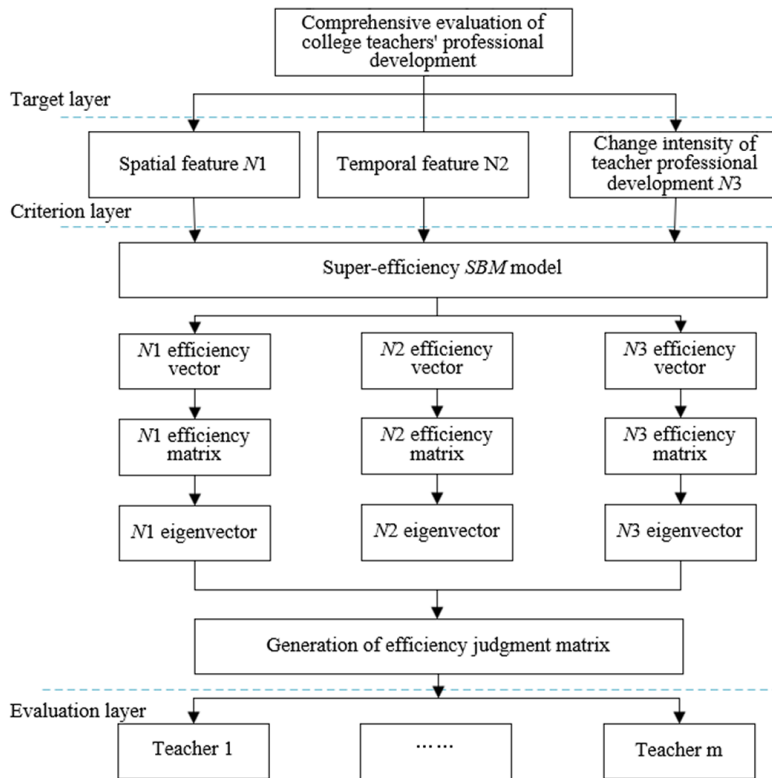 Comprehensive evaluation of
college teachers' professional
development
Target layer
Spatial feature N1
Temporal feature N2
Change intensity of
teacher professional
development N3
Criterion layer
Super-efficiency SBM model
N1 efficiency
vector
N2 efficiency
vector
N3 efficiency
vector
N1 efficiency
matrix
N2 efficiency
matrix
N3 efficiency
matrix
N1 eigenvector
N2 eigenvector
N3 eigenvector
Generation of efficiency judgment matrix
Evaluation layer
Teacher 1
……
Teacher m